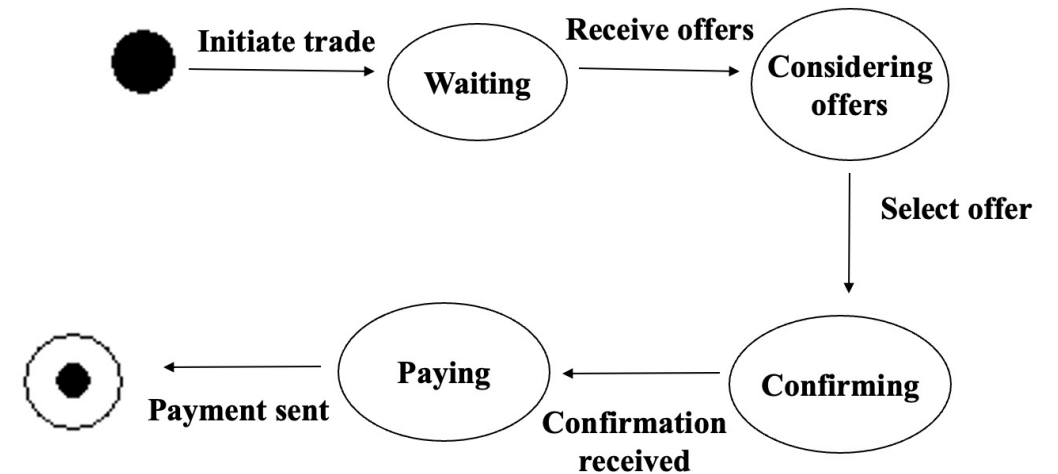 Initiate trade
Receive offers
Waiting
Considering
offers
Select offer
Paying
Confirming
Payment sent
Confirmation
received